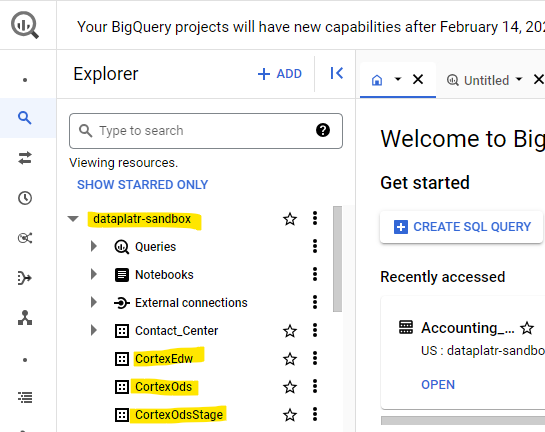 Your BigQuery projects will have new capabilities after February 14, 202
Explorer
+ ADD
Untitled
Type to search
Viewing resources.
SHOW STARRED ONLY
dataplatr-sandbox
Queries
Notebooks
External connections
Contact_Center
CortexEdw
CortexOds
CortexOdsStage
Welcome to Big
Get started
CREATE SQL QUERY
Recently accessed
Accounting_...
US : dataplatr-sandbo
OPEN